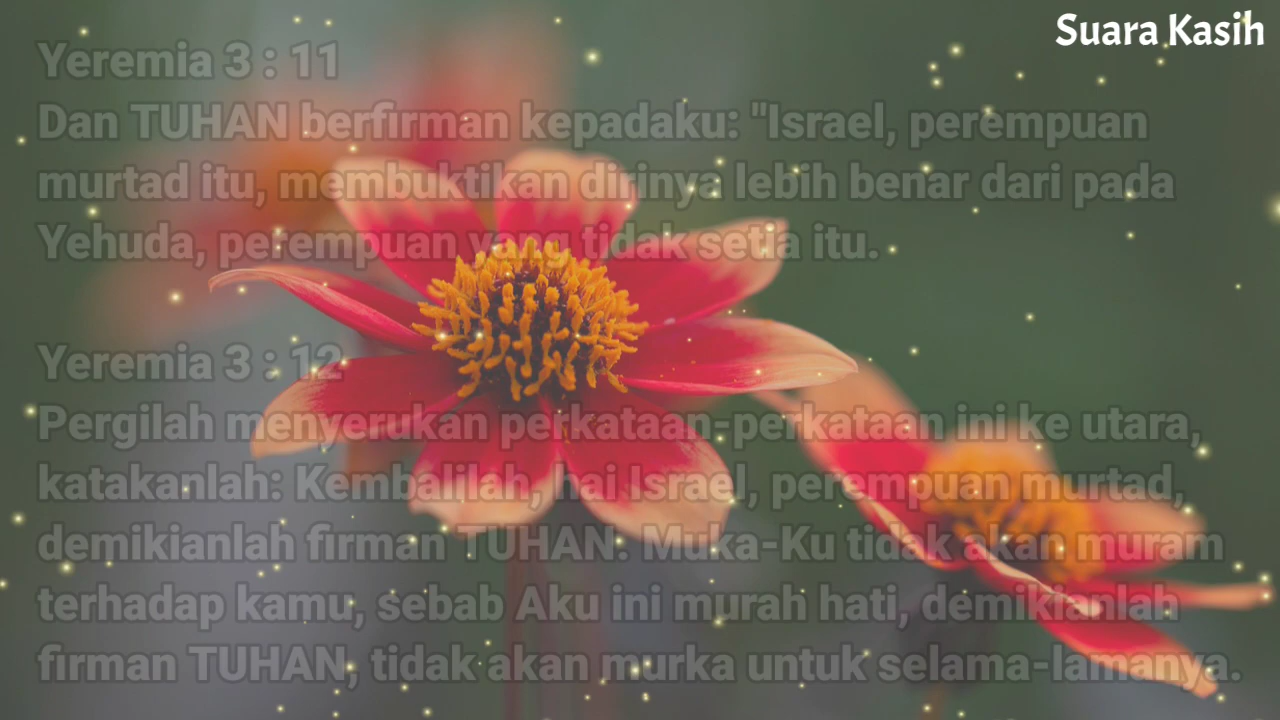 Suara Kasih
Yeremia 3 : 11
Dan TUHAN berfirman kepadaku: "Israel, perempuan
murtad itu, membuktikan dirinya lebih benar dari pada
Yehuda, perempuan yang tidak setia itu.
Yeremia 3 : 12
Pergilah menyerukan perkataan-perkataan ini ke utara,
katakanlah: Kembalilah, hai Israel, perempuan murtad,
demikianlah firman TUHAN. Muka-Ku tidak akan muram
terhadap kamu, sebab Aku ini murah hati, demikianlah
firman TUHAN, tidak akan murka untuk selama-lamanya.